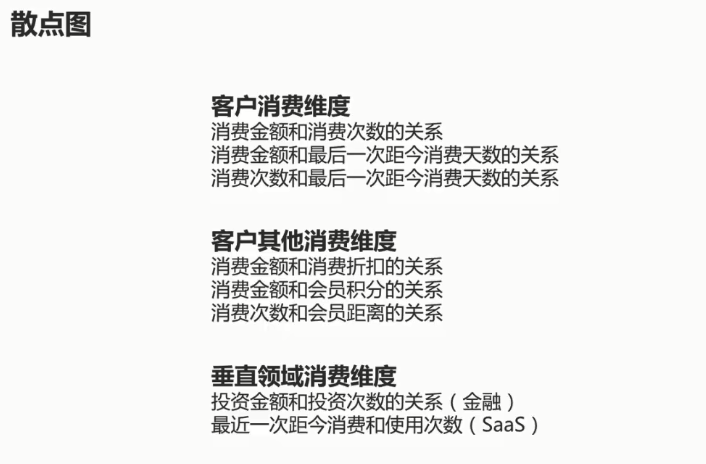 散点图
客户消费维度
消费金额和消费次数的关系
消费金额和最后一次距今消费天数的关系
消费次数和最后一次距今消费天数的关系
客户其他消费维度
消费金额和消费折扣的关系
消费金额和会员积分的关系
消费次数和会员距离的关系
垂直领域消费维度
投资金额和投资次数的关系（金融）
最近一次距今消费和使用次数（SaaS）